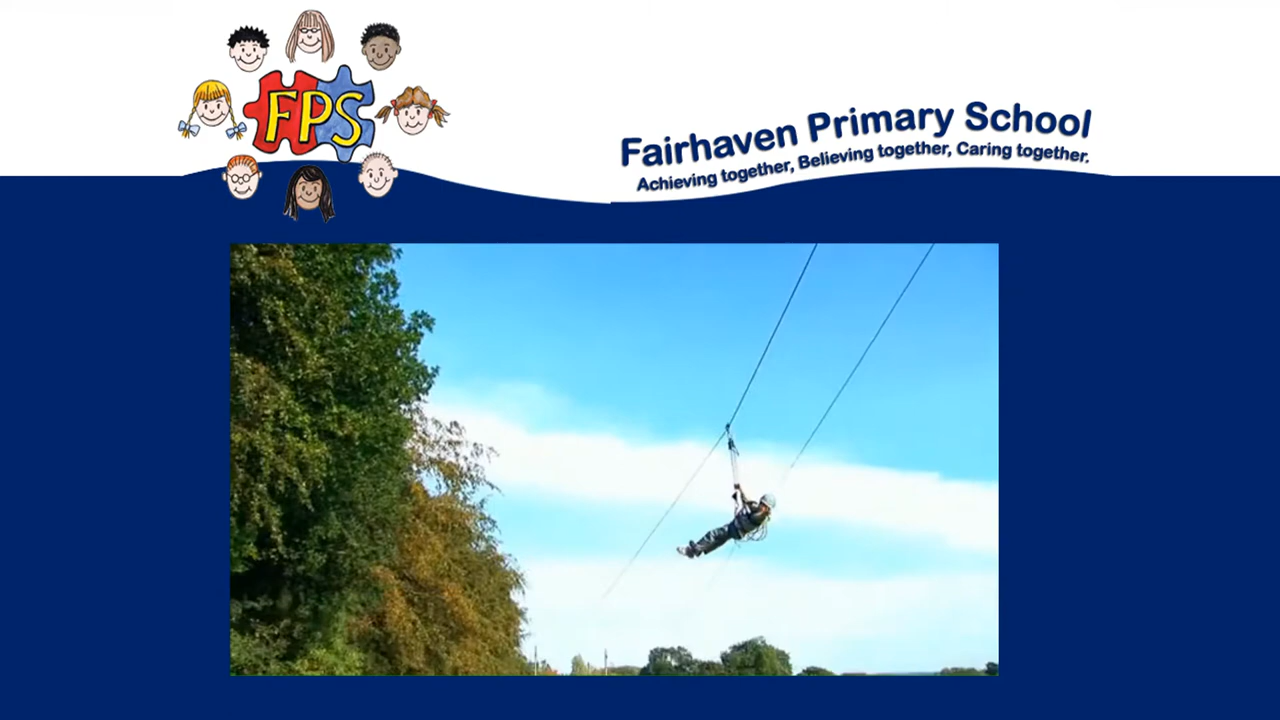 FPS
Fairhaven Primary School
Achieving together, Believing together, Caring together.